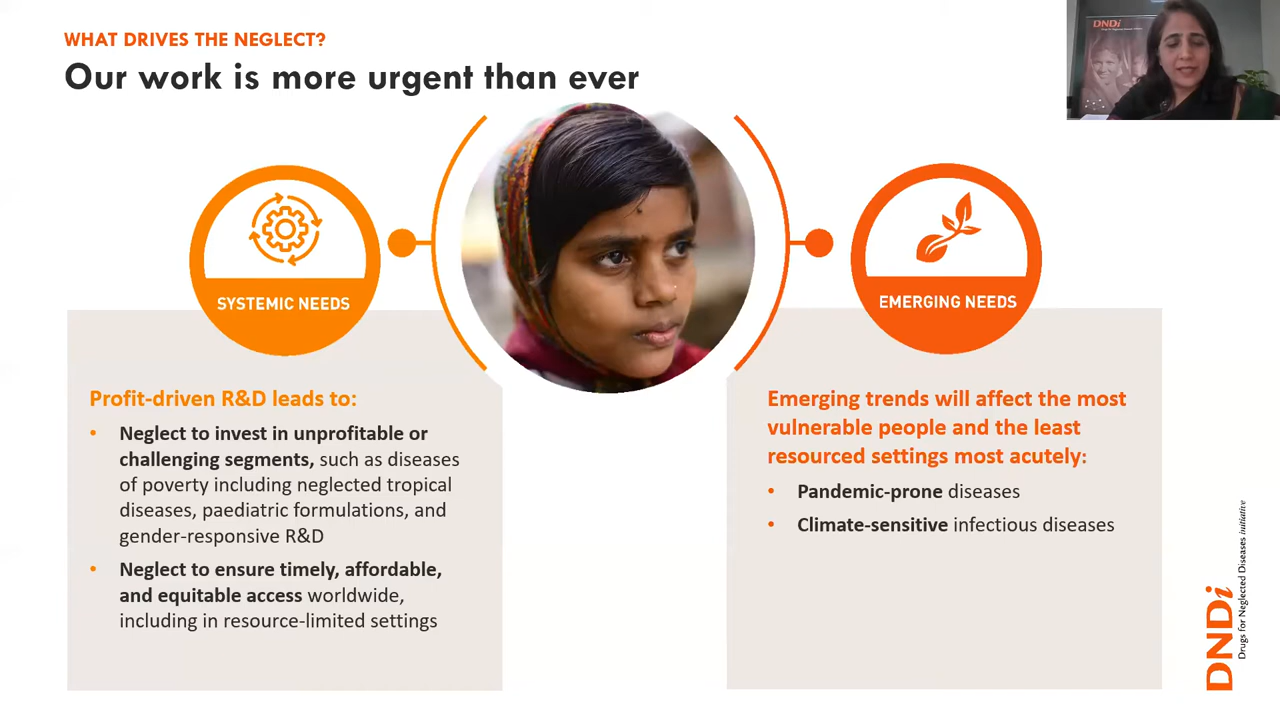 WHAT DRIVES THE NEGLECT?
Our work is more urgent than ever
DNDi
SYSTEMIC NEEDS
EMERGING NEEDS
Profit-driven R&D leads to:
• Neglect to invest in unprofitable or
challenging segments, such as diseases
of poverty including neglected tropical
diseases, paediatric formulations, and
gender-responsive R&D
• Neglect to ensure timely, affordable,
and equitable access worldwide,
including in resource-limited settings
Emerging trends will affect the most
vulnerable people and the least
resourced settings most acutely:
• Pandemic-prone diseases
• Climate-sensitive infectious diseases
DNDi
Drugs for Neglected Diseases initiative